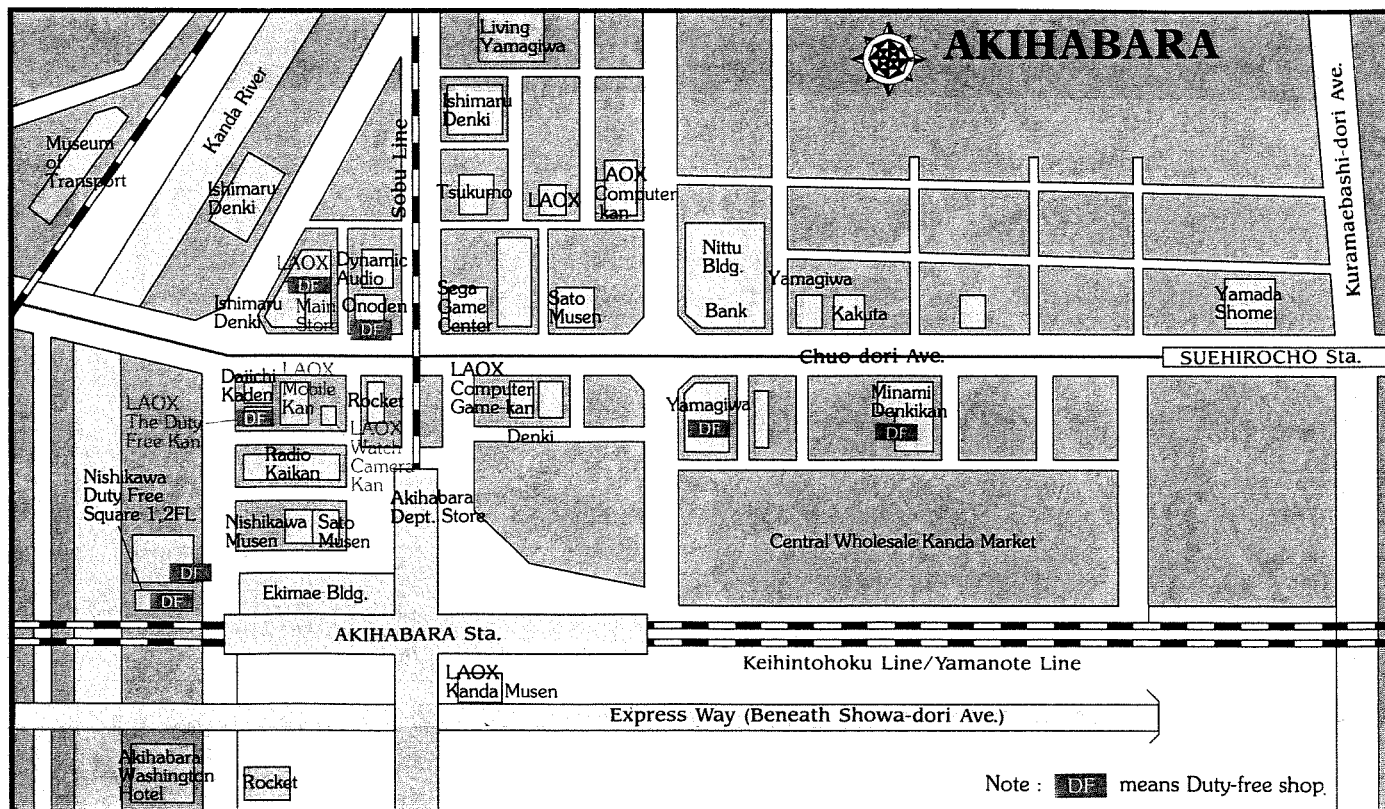 AKIHABARA
Living
Yamagiwa
Kanda River
Sobu Line
Kuramaebashi-dori Ave.
Museum
of
Transport
Ishimaru
Denki
Ishimaru
Denki
Tsukumo
LAOX
LAOX
Computer
kan
LAOX
DF
Main
Store
Dynamic
Audio
Ishimaru
Denki
Onoden
DF
Sega
Game
Center
Sato
Musen
Nittu
Bldg.
Bank
Yamagiwa
Kakuta
Yamada
Shomei
Chuo dori Ave.
SUEHIROCHO Sta.
Daiichi
Kaden
DF
LAOX
Mobile
Kan
Rocket
LAOX
Computer
Game-kan
Denki
Yamagiwa
DF
Minami
Denkikan
DF
LAOX
The Duty
Free Kan
LAOX
Watch
Camera
Kan
Radio
Kaikan
Nishikawa
Duty Free
Square 1,2FL
Akihabara
Dept. Store
Nishikawa
Musen
Sato
Musen
Central Wholesale Kanda Market
DF
DF
Ekimae Bldg.
AKIHABARA Sta.
Keihintohoku Line/Yamanote Line
LAOX
Kanda Musen
Express Way (Beneath Showa-dori Ave.)
Akihabara
Washington
Hotel
Rocket
Note : DF means Duty-free shop.